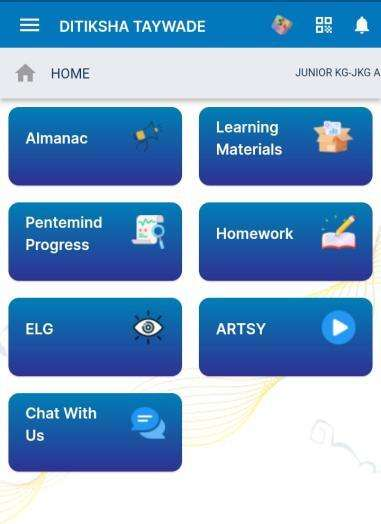 DITIKSHA TAYWADE
HOME
JUNIOR KG-JKG A
Almanac
Learning
Materials
Pentemind
Progress
Homework
ELG
ARTSY
Chat With
Us